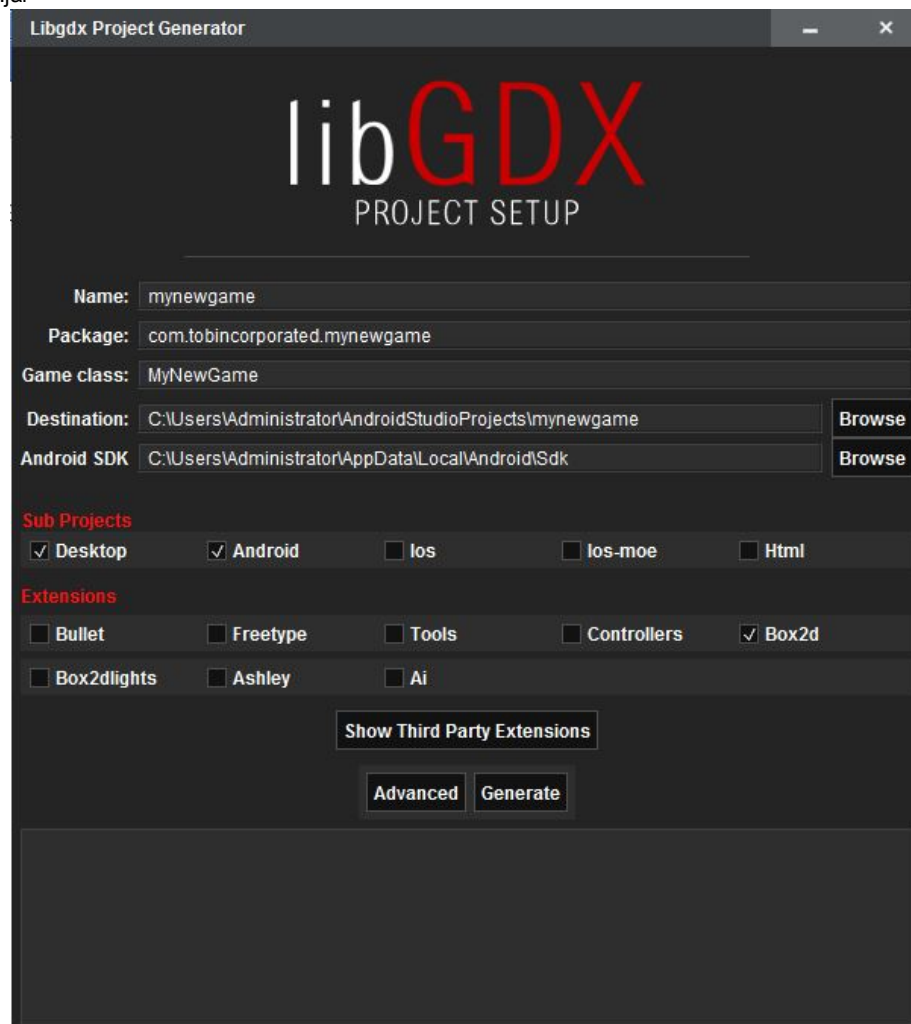 .jar
Libgdx Project Generator
libGDX
PROJECT SETUP
Name: mynewgame
Package: com.tobincorporated.mynewgame
Game class: MyNewGame
Destination: C:\Users\Administrator\AndroidStudioProjects\mynewgame Browse
Android SDK C:\Users\Administrator\AppData\Local\Android\Sdk Browse
Sub Projects
Desktop Android Ios Ios-moe Html
Extensions
Bullet Freetype Tools Controllers Box2d
Box2dlights Ashley Ai
Show Third Party Extensions
Advanced Generate